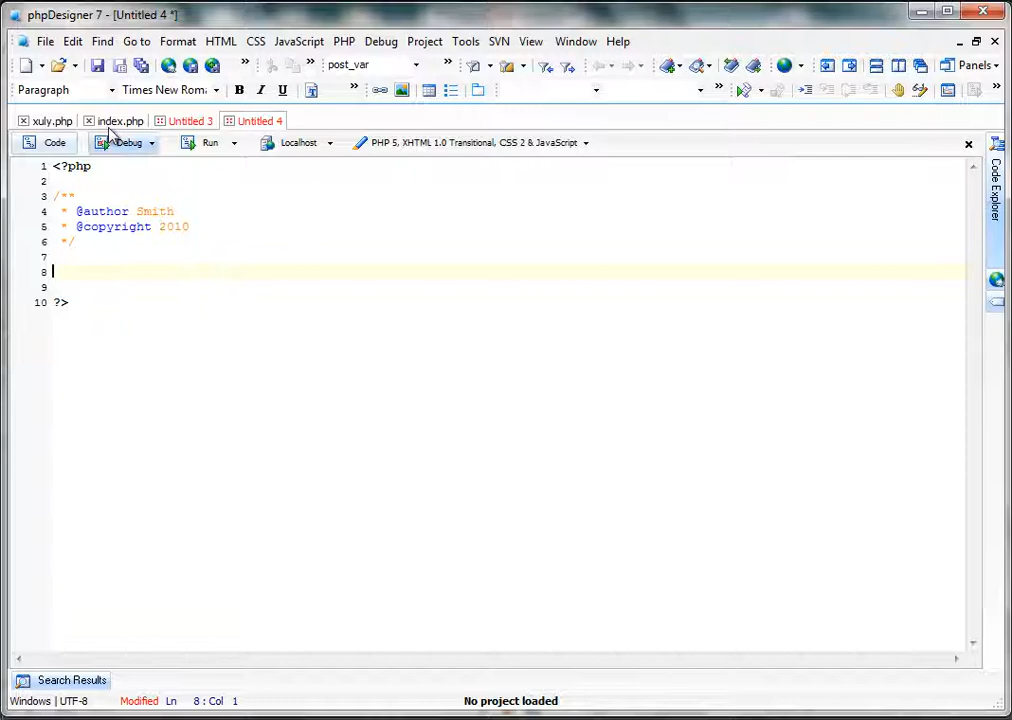 phpDesigner 7 - [Untitled 4 *]
File Edit Find Go to Format HTML CSS JavaScript PHP Debug Project Tools SVN View Window Help
post_var Panels
Paragraph Times New Roma B I U
xuly.php index.php Untitled 3 Untitled 4
Code Debug Run Localhost PHP 5, XHTML 1.0 Transitional, CSS 2 & JavaScript
1 <?php
2
3 /**
4 * @author Smith
5 * @copyright 2010
6 */
7
8
9
10 ?>
Code Explorer
Search Results
Windows | UTF-8 Modified Ln 8 : Col 1 No project loaded